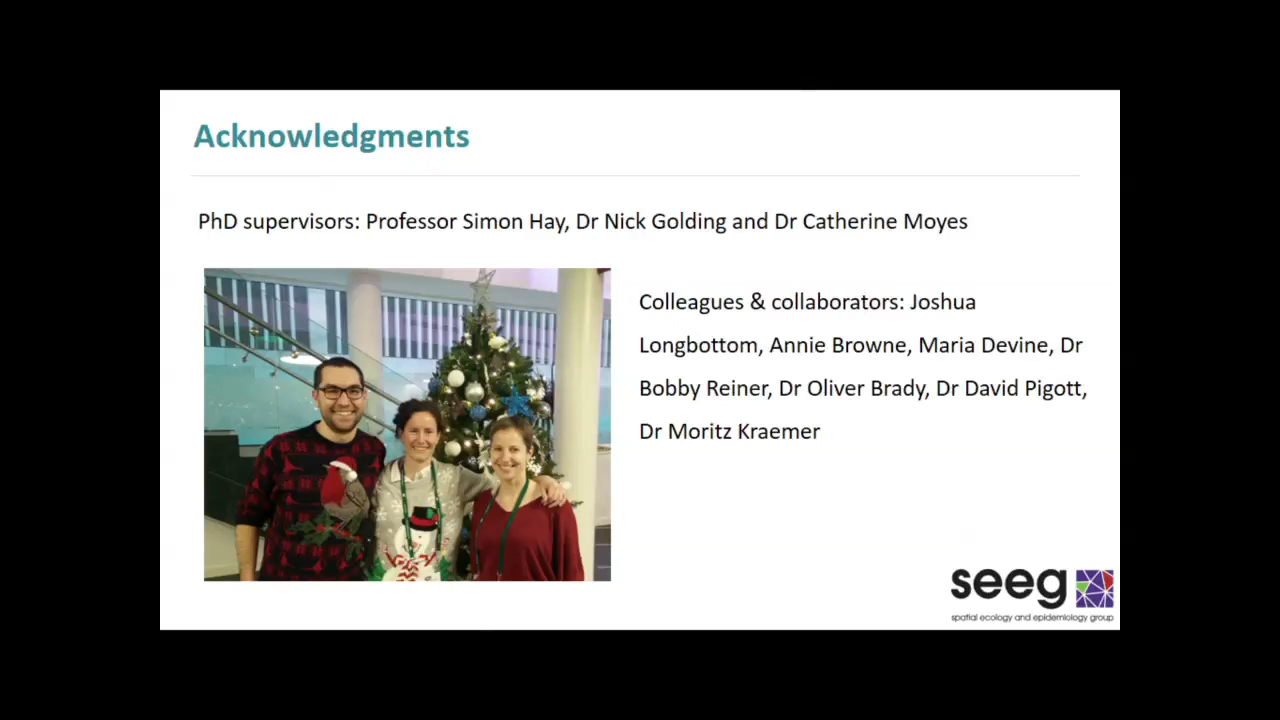 Acknowledgments
PhD supervisors: Professor Simon Hay, Dr Nick Golding and Dr Catherine Moyes
Colleagues & collaborators: Joshua
Longbottom, Annie Browne, Maria Devine, Dr
Bobby Reiner, Dr Oliver Brady, Dr David Pigott,
Dr Moritz Kraemer
seeg
spatial ecology and epidemiology group